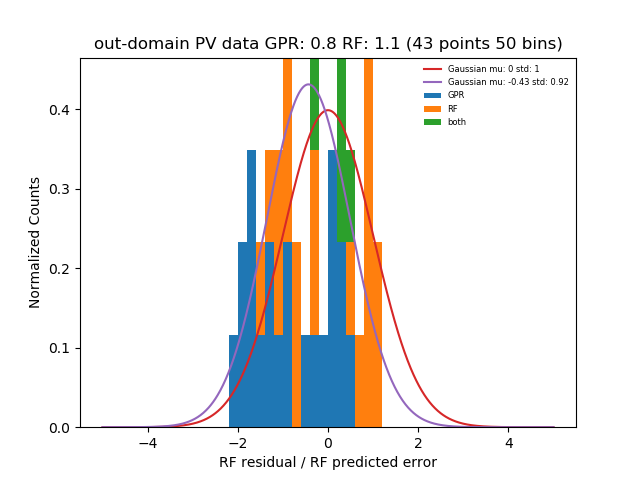 out-domain PV data GPR: 0.8 RF: 1.1 (43 points 50 bins)
Gaussian mu: 0 std: 1
Gaussian mu: -0.43 std: 0.92
GPR
RF
both
Normalized Counts
0.4
0.3
0.2
0.1
0.0
−4 −2 0 2 4
RF residual / RF predicted error